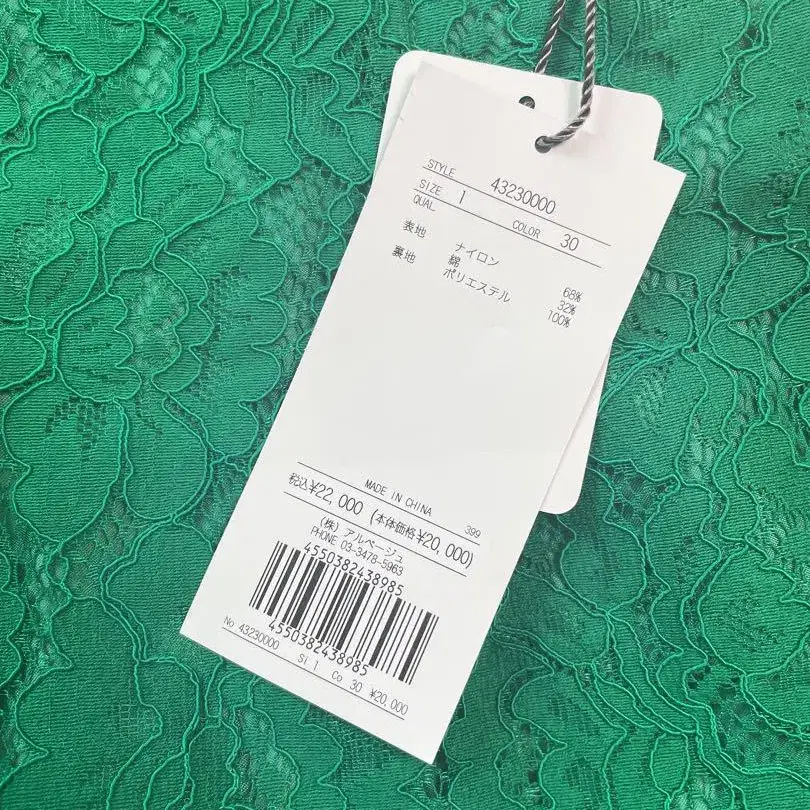 STYLE 43230000
SIZE 1 COLOR 30
QUAL
表地 ナイロン 68%
綿 32%
裏地 ポリエステル 100%
MADE IN CHINA 399
税込¥22,000 (本体価格¥20,000)
(株) アルページュ
PHONE 03-3478-5963
4550382438985
4550382438985
No 43230000 Si 1 Co 30 ¥20,000